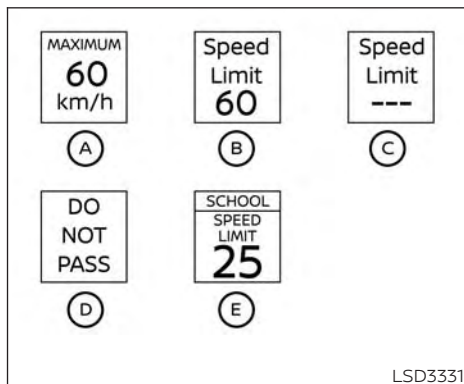 MAXIMUM
60
km/h
A
Speed
Limit
60
B
Speed
Limit
---
C
DO
NOT
PASS
D
SCHOOL
SPEED
LIMIT
25
E
LSD3331